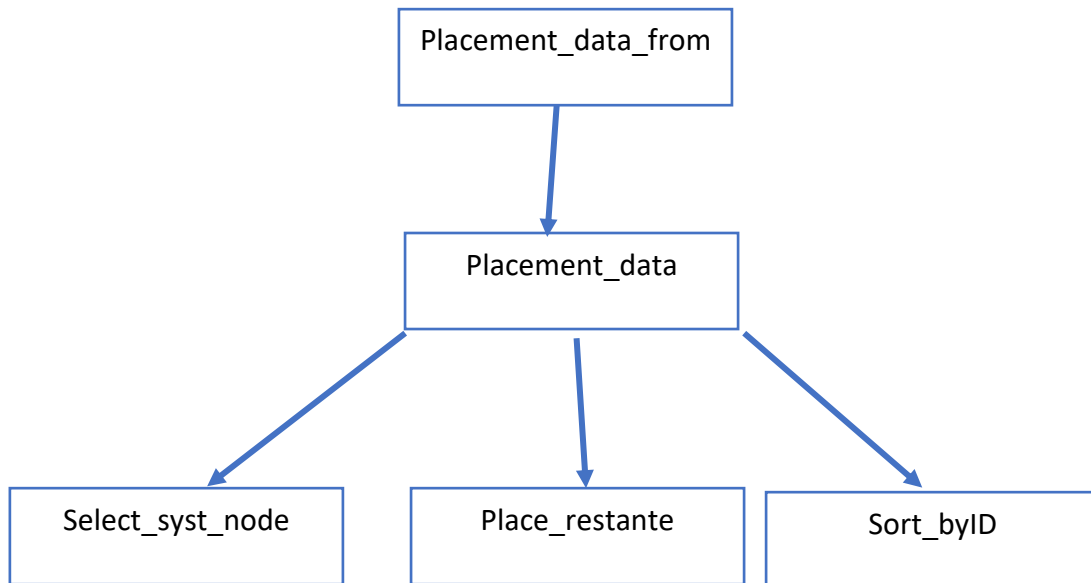 Placement_data_from
Placement_data
Select_syst_node
Place_restante
Sort_byID